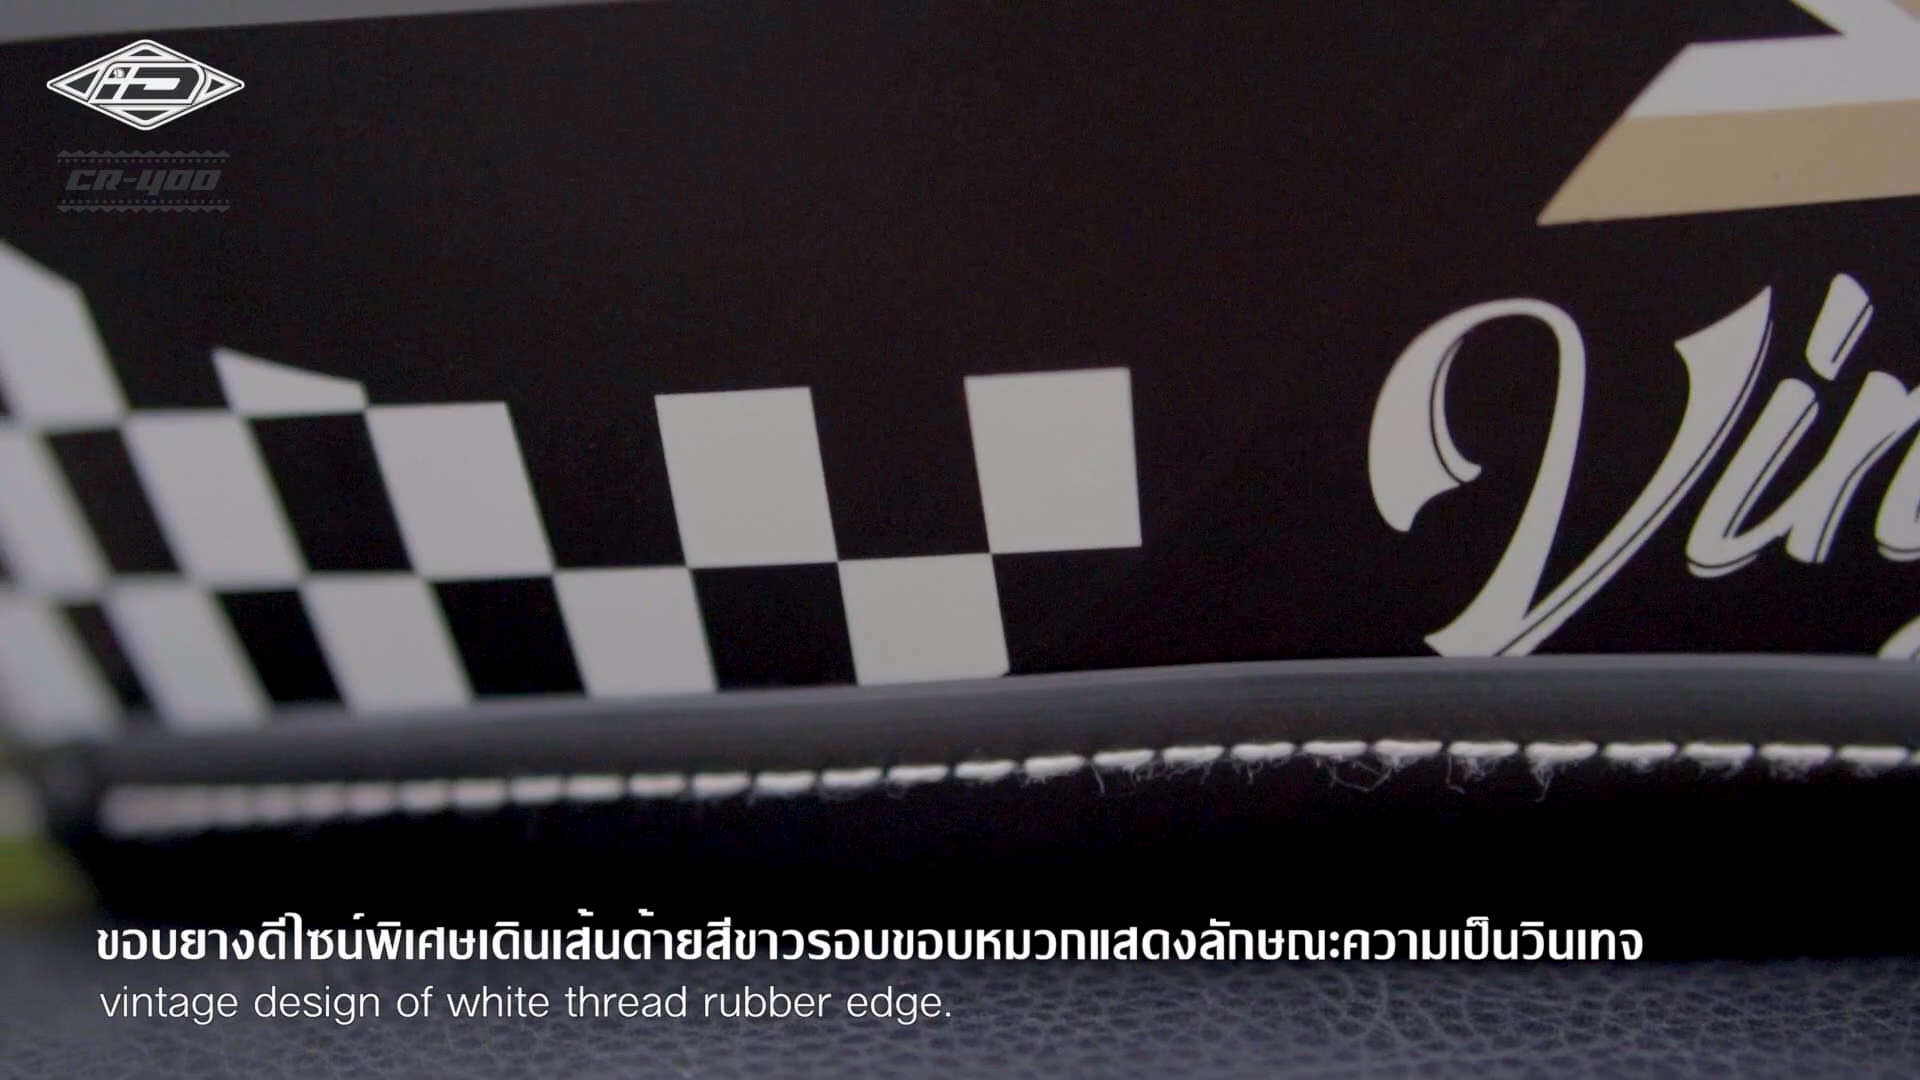 iD
CR-400
Vin
ขอบยางดีไซน์พิเศษเดินเส้นด้ายสีขาวรอบขอบหมวกแสดงลักษณะความเป็นวินเทจ
vintage design of white thread rubber edge.